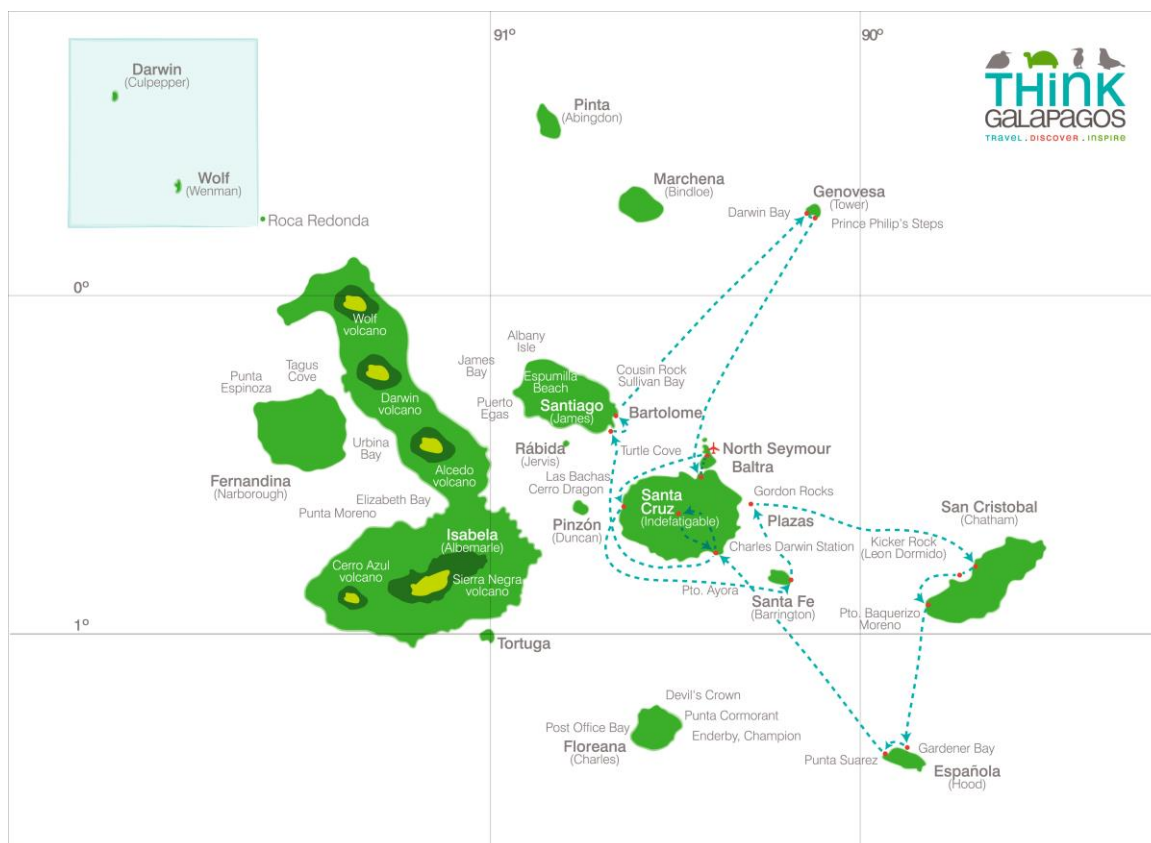 91º
90º
THINK
GALAPAGOS
TRAVEL . DISCOVER . INSPIRE
Darwin
(Culpepper)
Wolf
(Wenman)
Roca Redonda
Pinta
(Abingdon)
Marchena
(Bindloe)
Genovesa
(Tower)
Darwin Bay
Prince Philip's Steps
0º
Wolf
volcano
Tagus
Cove
Punta
Espinoza
Darwin
volcano
Albany
Isle
James
Bay
Espumilla
Beach
Cousin Rock
Sullivan Bay
Puerto
Egas
Santiago
(James)
Bartolome
Urbina
Bay
Alcedo
volcano
Rábida
(Jervis)
Turtle Cove
North Seymour
Baltra
Fernandina
(Narborough)
Elizabeth Bay
Punta Moreno
Las Bachas
Cerro Dragon
Santa
Cruz
(Indefatigable)
Gordon Rocks
Plazas
San Cristobal
(Chatham)
Pinzón
(Duncan)
Isabela
(Albemarle)
Kicker Rock
(Leon Dormido)
Charles Darwin Station
Cerro Azul
volcano
Sierra Negra
volcano
Pto. Ayora
Santa Fe
(Barrington)
Pto. Baquerizo
Moreno
1º
Tortuga
Devil's Crown
Punta Cormorant
Post Office Bay
Enderby, Champion
Floreana
(Charles)
Gardener Bay
Punta Suarez
Española
(Hood)